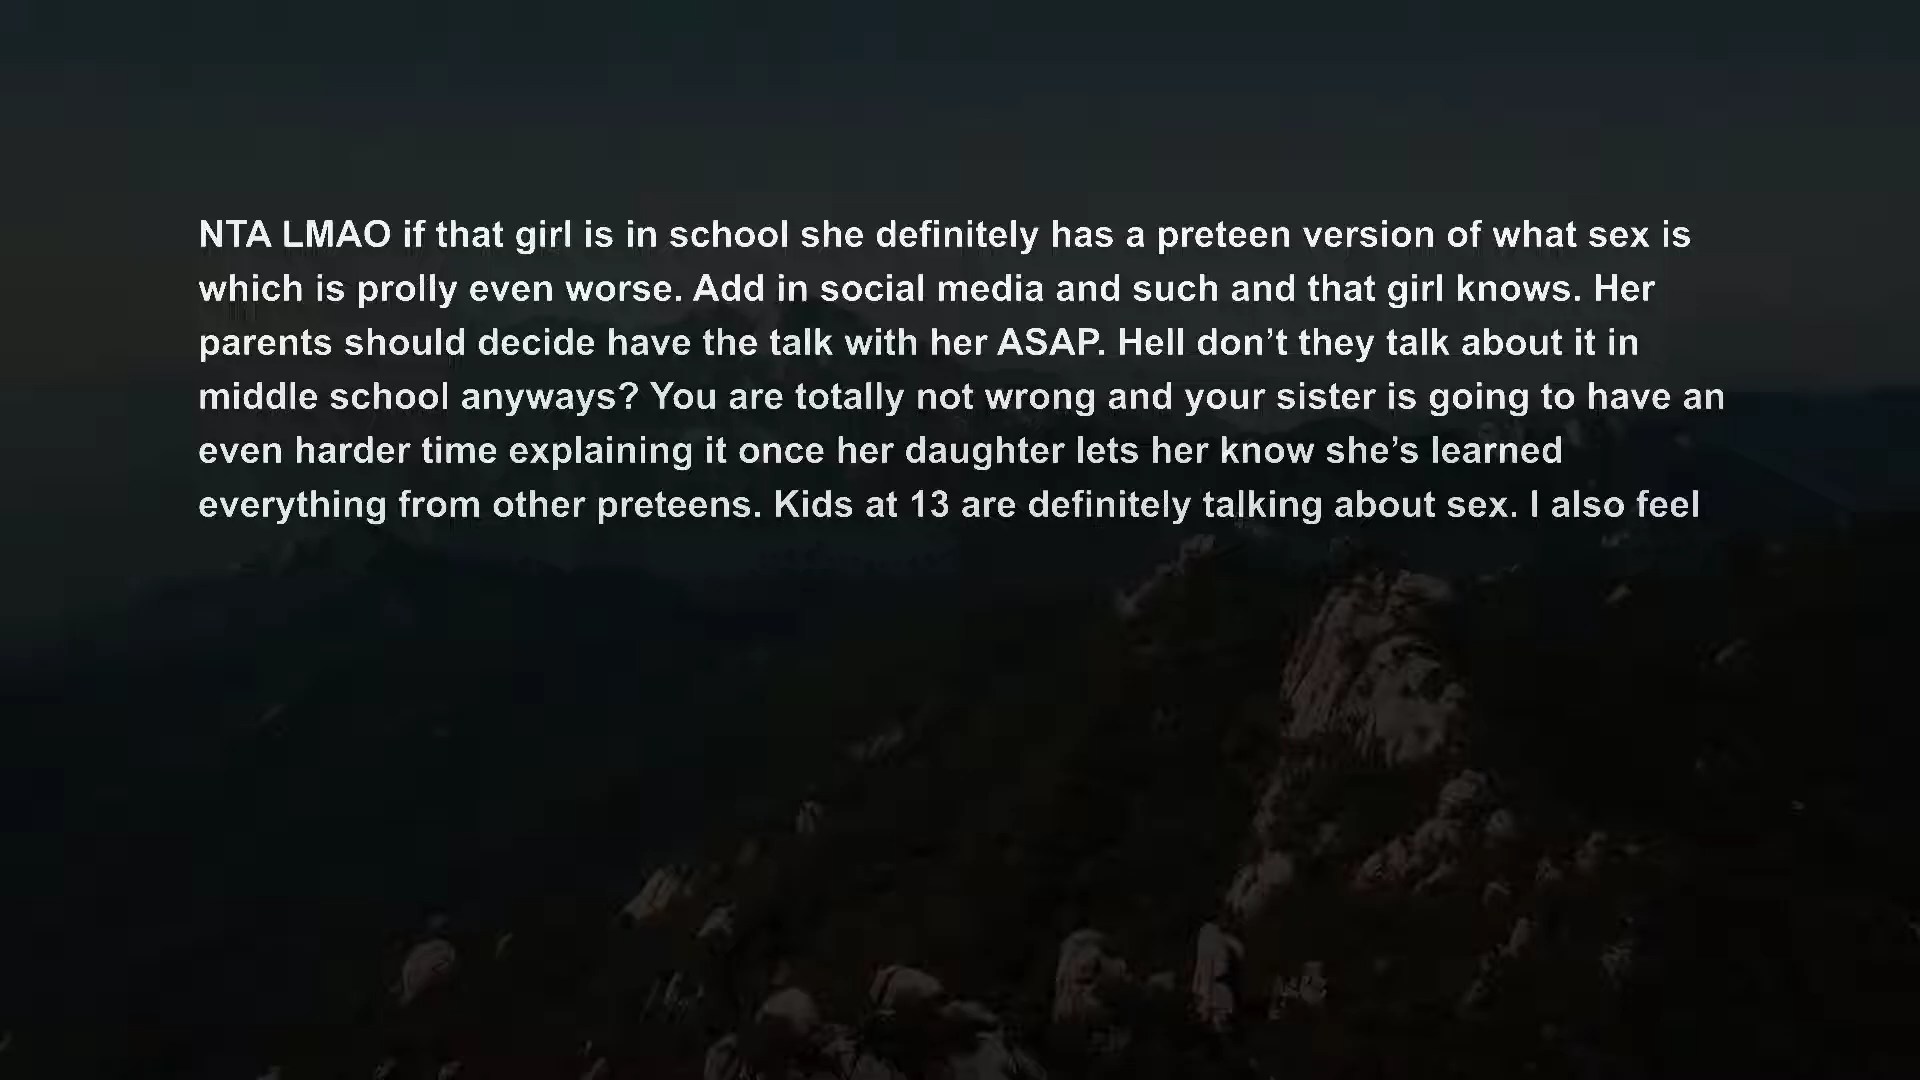 NTA LMAO if that girl is in school she definitely has a preteen version of what sex is
which is prolly even worse. Add in social media and such and that girl knows. Her
parents should decide have the talk with her ASAP. Hell don’t they talk about it in
middle school anyways? You are totally not wrong and your sister is going to have an
even harder time explaining it once her daughter lets her know she’s learned
everything from other preteens. Kids at 13 are definitely talking about sex. I also feel